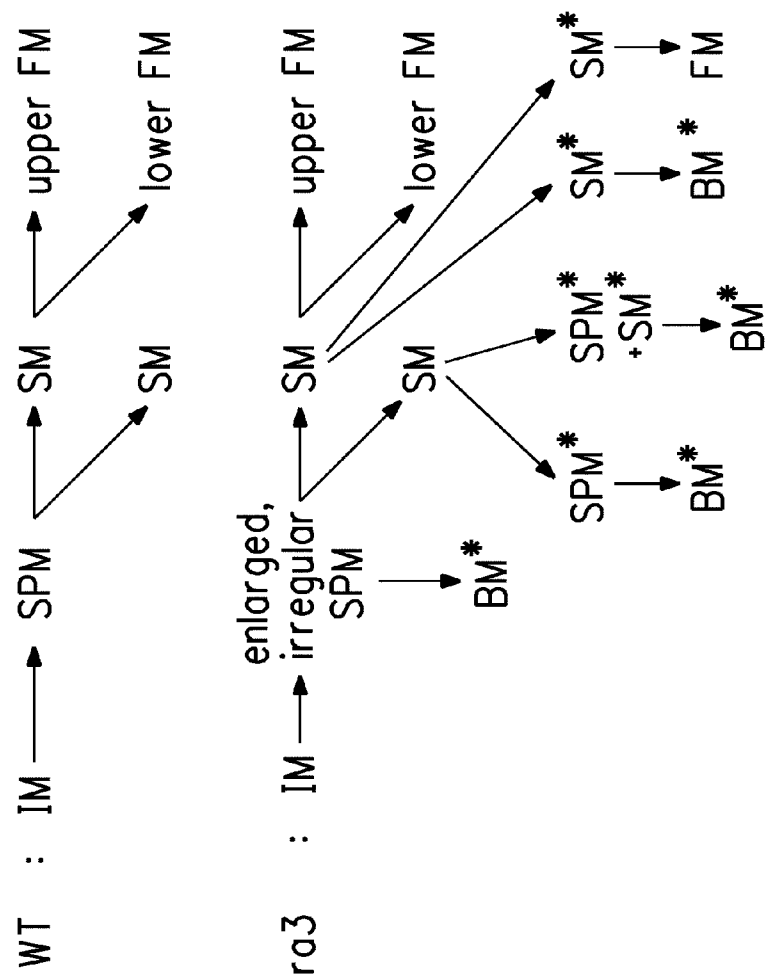 WT : IM SPM SM upper FM
SM lower FM
enlarged,
ra3 : IM irregular SM upper FM
SPM
SM lower FM
BM*
SPM* SPM* SM* SM*
+SM*
BM* BM* FM
BM*